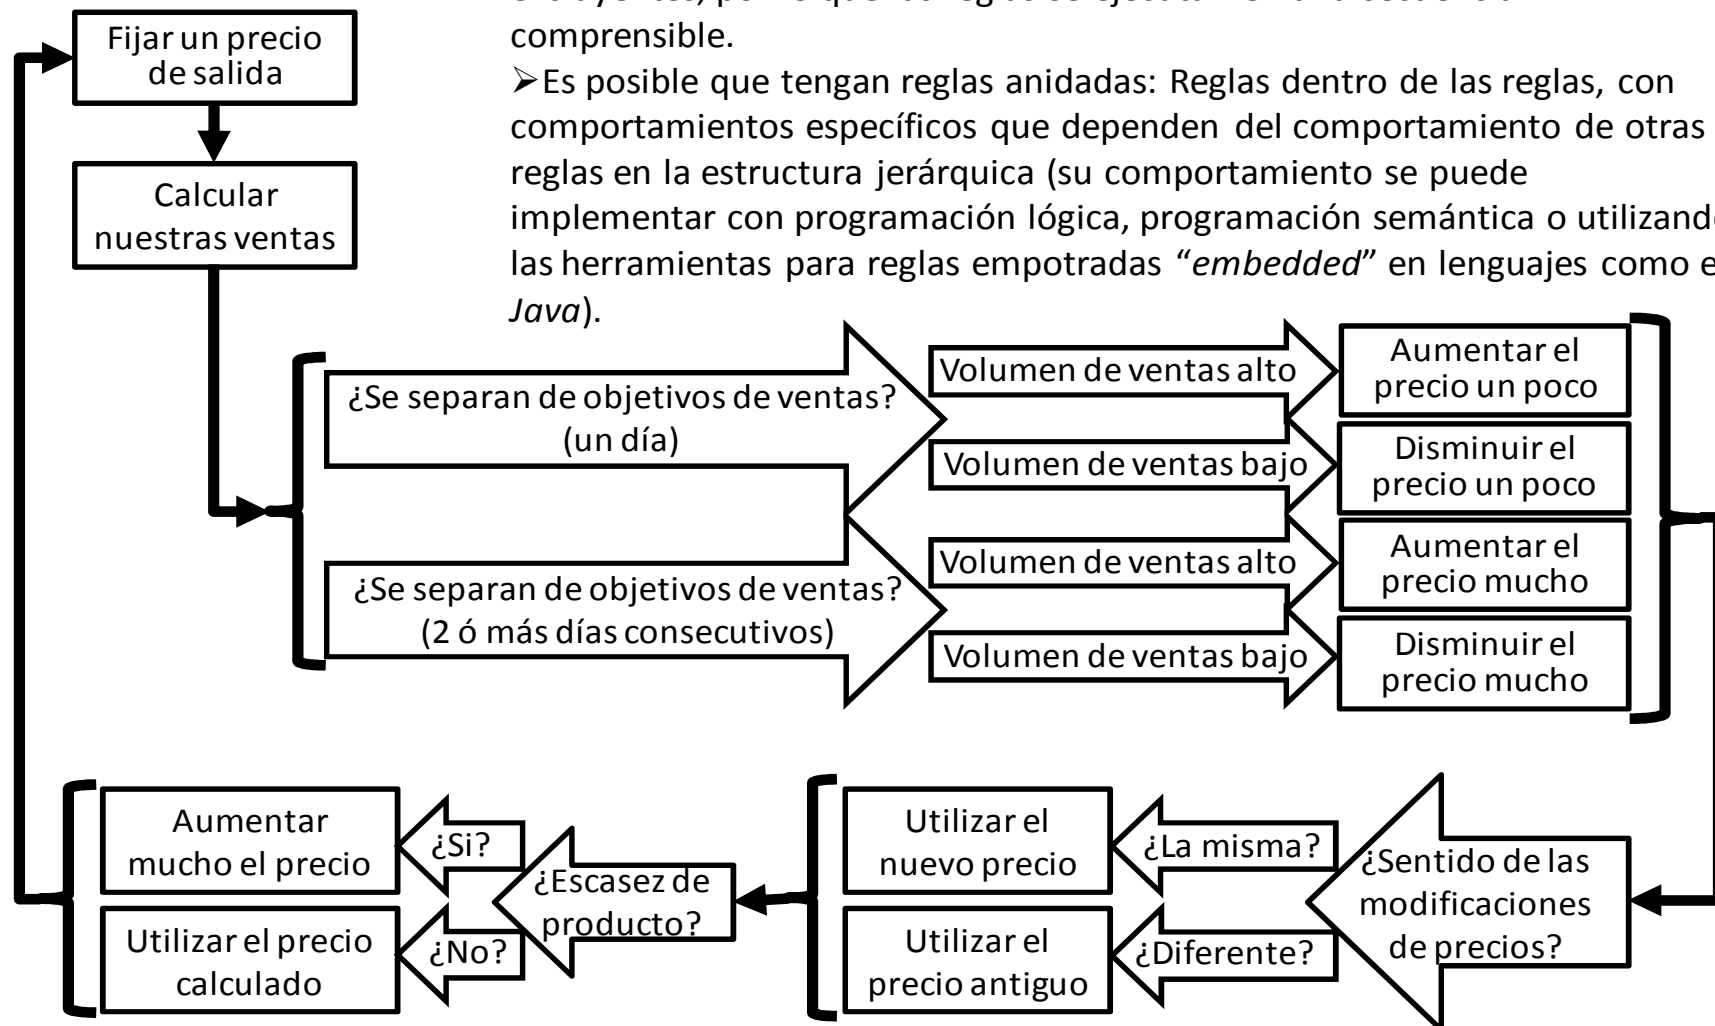 comprensible.
➢Es posible que tengan reglas anidadas: Reglas dentro de las reglas, con
comportamientos específicos que dependen del comportamiento de otras
reglas en la estructura jerárquica (su comportamiento se puede
implementar con programación lógica, programación semántica o utilizando
las herramientas para reglas empotradas “embedded” en lenguajes como e
Java).
Fijar un precio
de salida
Calcular
nuestras ventas
¿Se separan de objetivos de ventas?
(un día)
Volumen de ventas alto
Aumentar el
precio un poco
Volumen de ventas bajo
Disminuir el
precio un poco
¿Se separan de objetivos de ventas?
(2 ó más días consecutivos)
Volumen de ventas alto
Aumentar el
precio mucho
Volumen de ventas bajo
Disminuir el
precio mucho
¿Sentido de las
modificaciones
de precios?
¿La misma?
Utilizar el
nuevo precio
¿Diferente?
Utilizar el
precio antiguo
¿Escasez de
producto?
¿Si?
Aumentar
mucho el precio
¿No?
Utilizar el precio
calculado